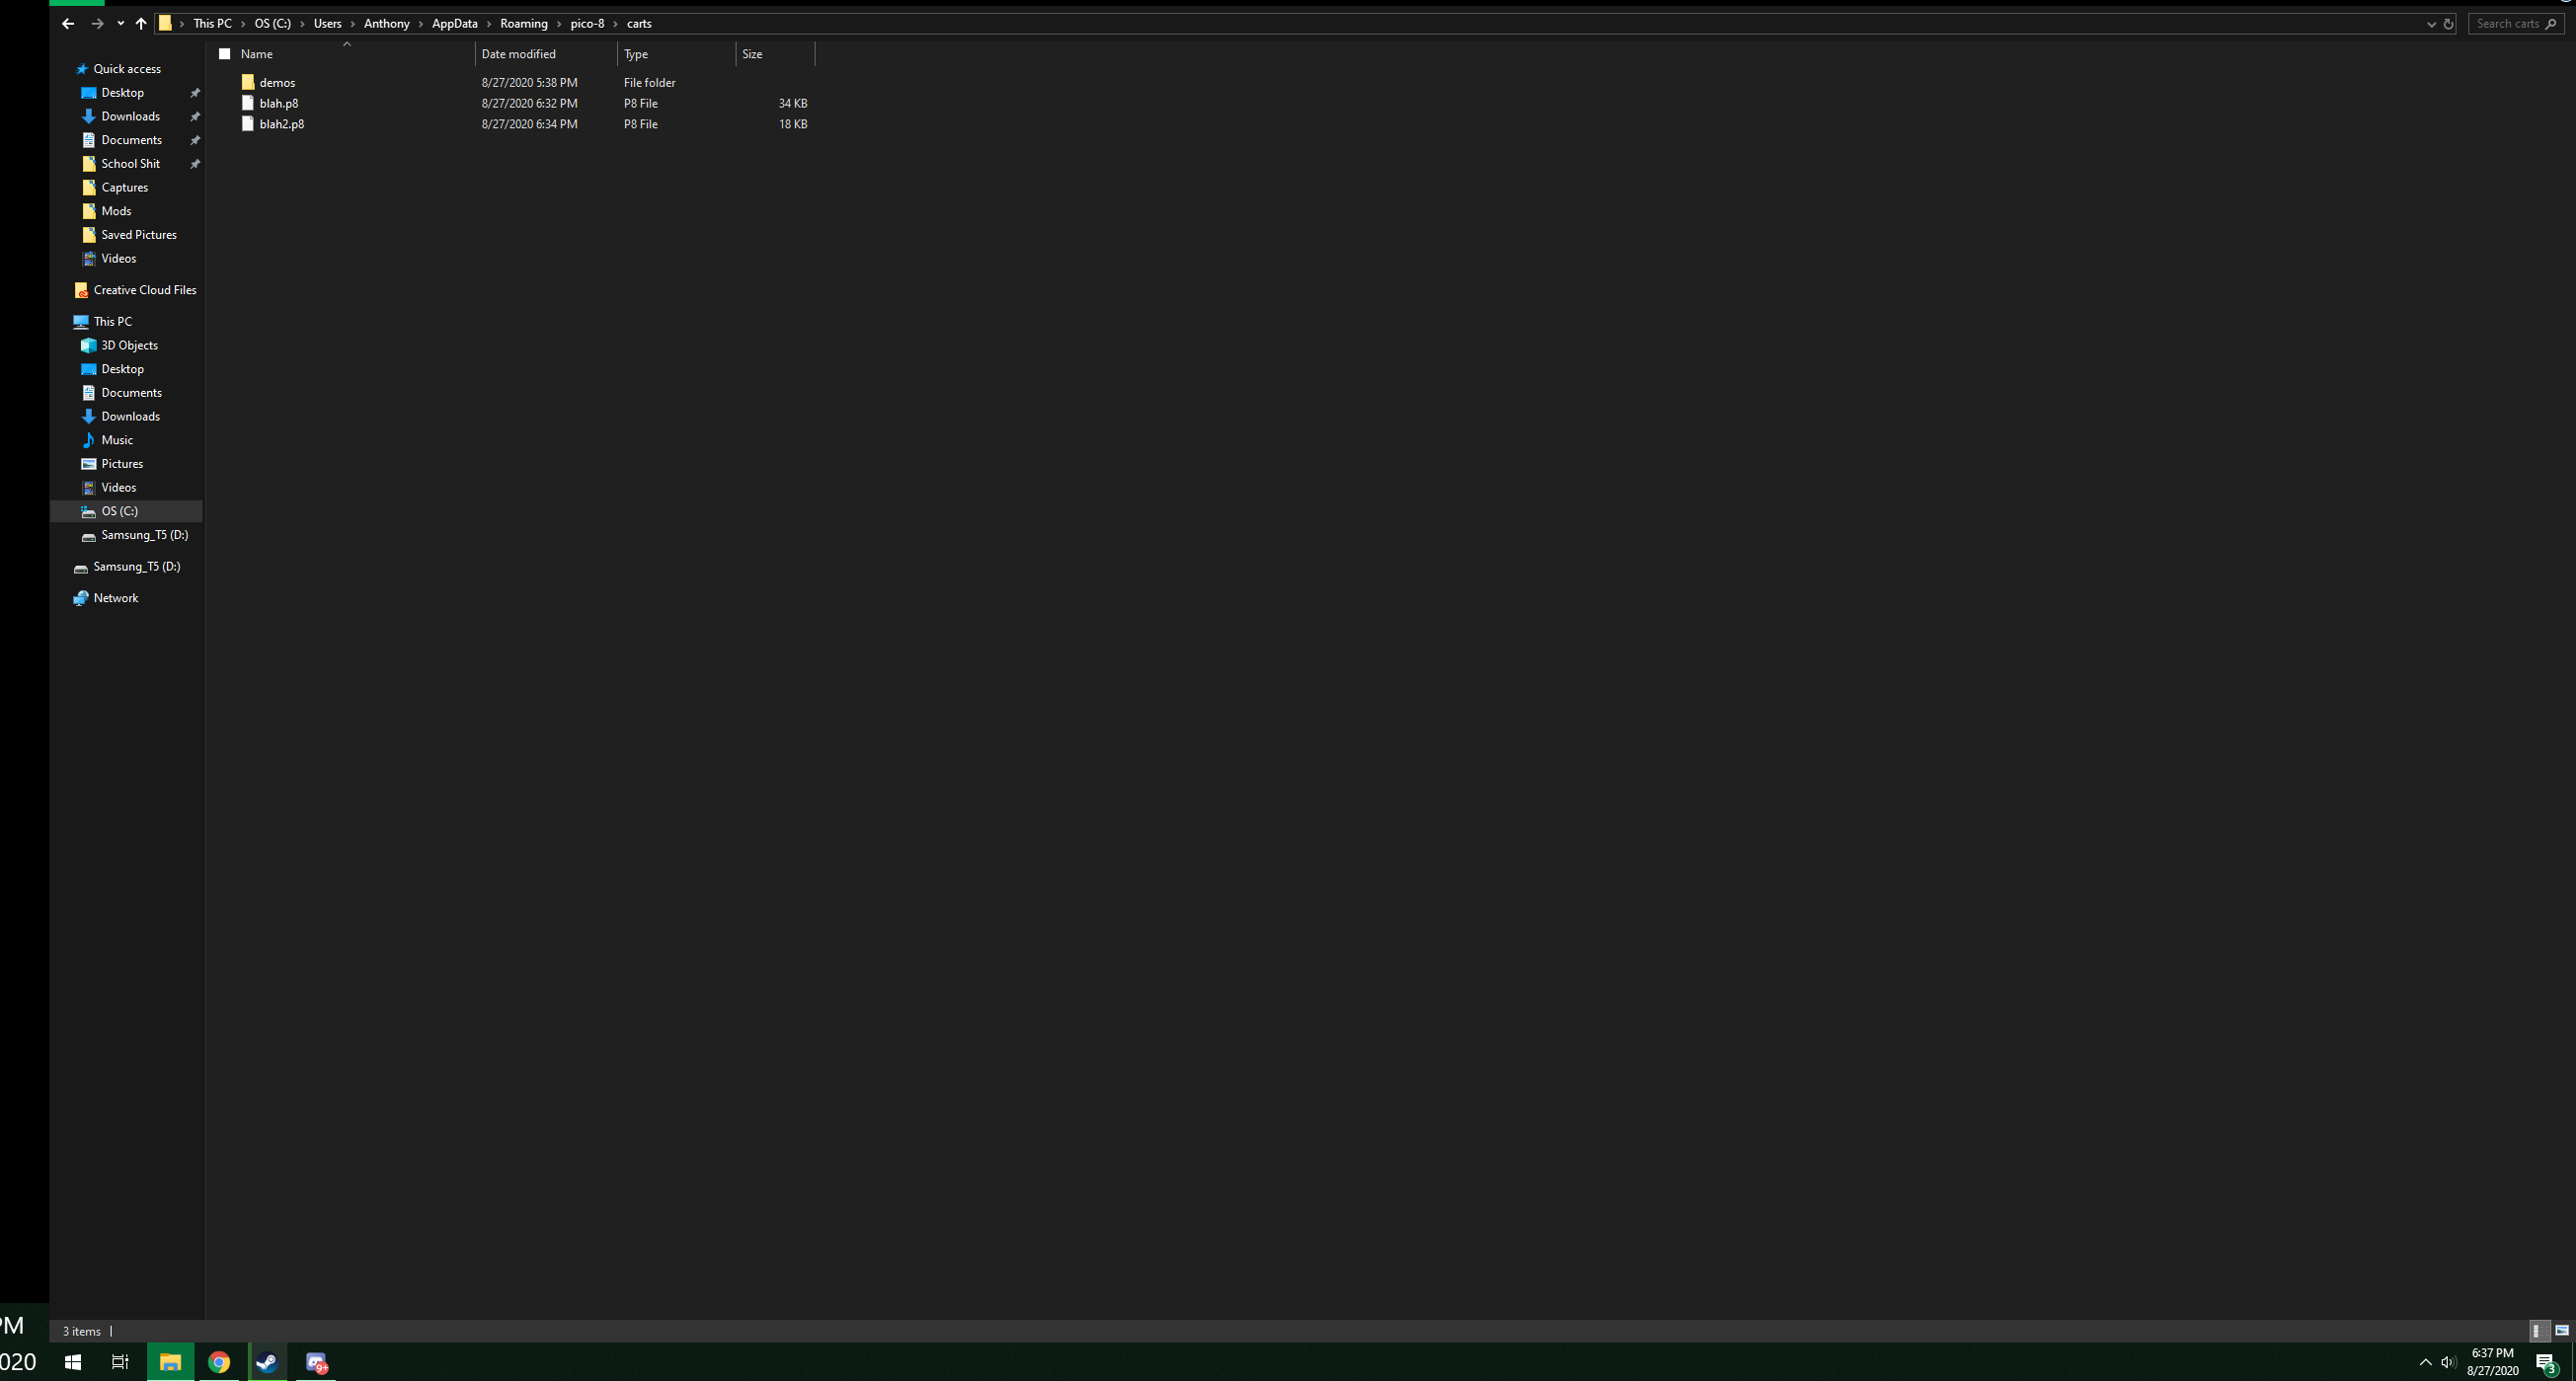 This PC > OS (C:) > Users > Anthony > AppData > Roaming > pico-8 > carts
Search carts
Name Date modified Type Size
demos 8/27/2020 5:38 PM File folder
blah.p8 8/27/2020 6:32 PM P8 File 34 KB
blah2.p8 8/27/2020 6:34 PM P8 File 18 KB
Quick access
Desktop
Downloads
Documents
School Shit
Captures
Mods
Saved Pictures
Videos
Creative Cloud Files
This PC
3D Objects
Desktop
Documents
Downloads
Music
Pictures
Videos
OS (C:)
Samsung_T5 (D:)
Samsung_T5 (D:)
Network
3 items
PM
020
9+
6:37 PM
8/27/2020
3